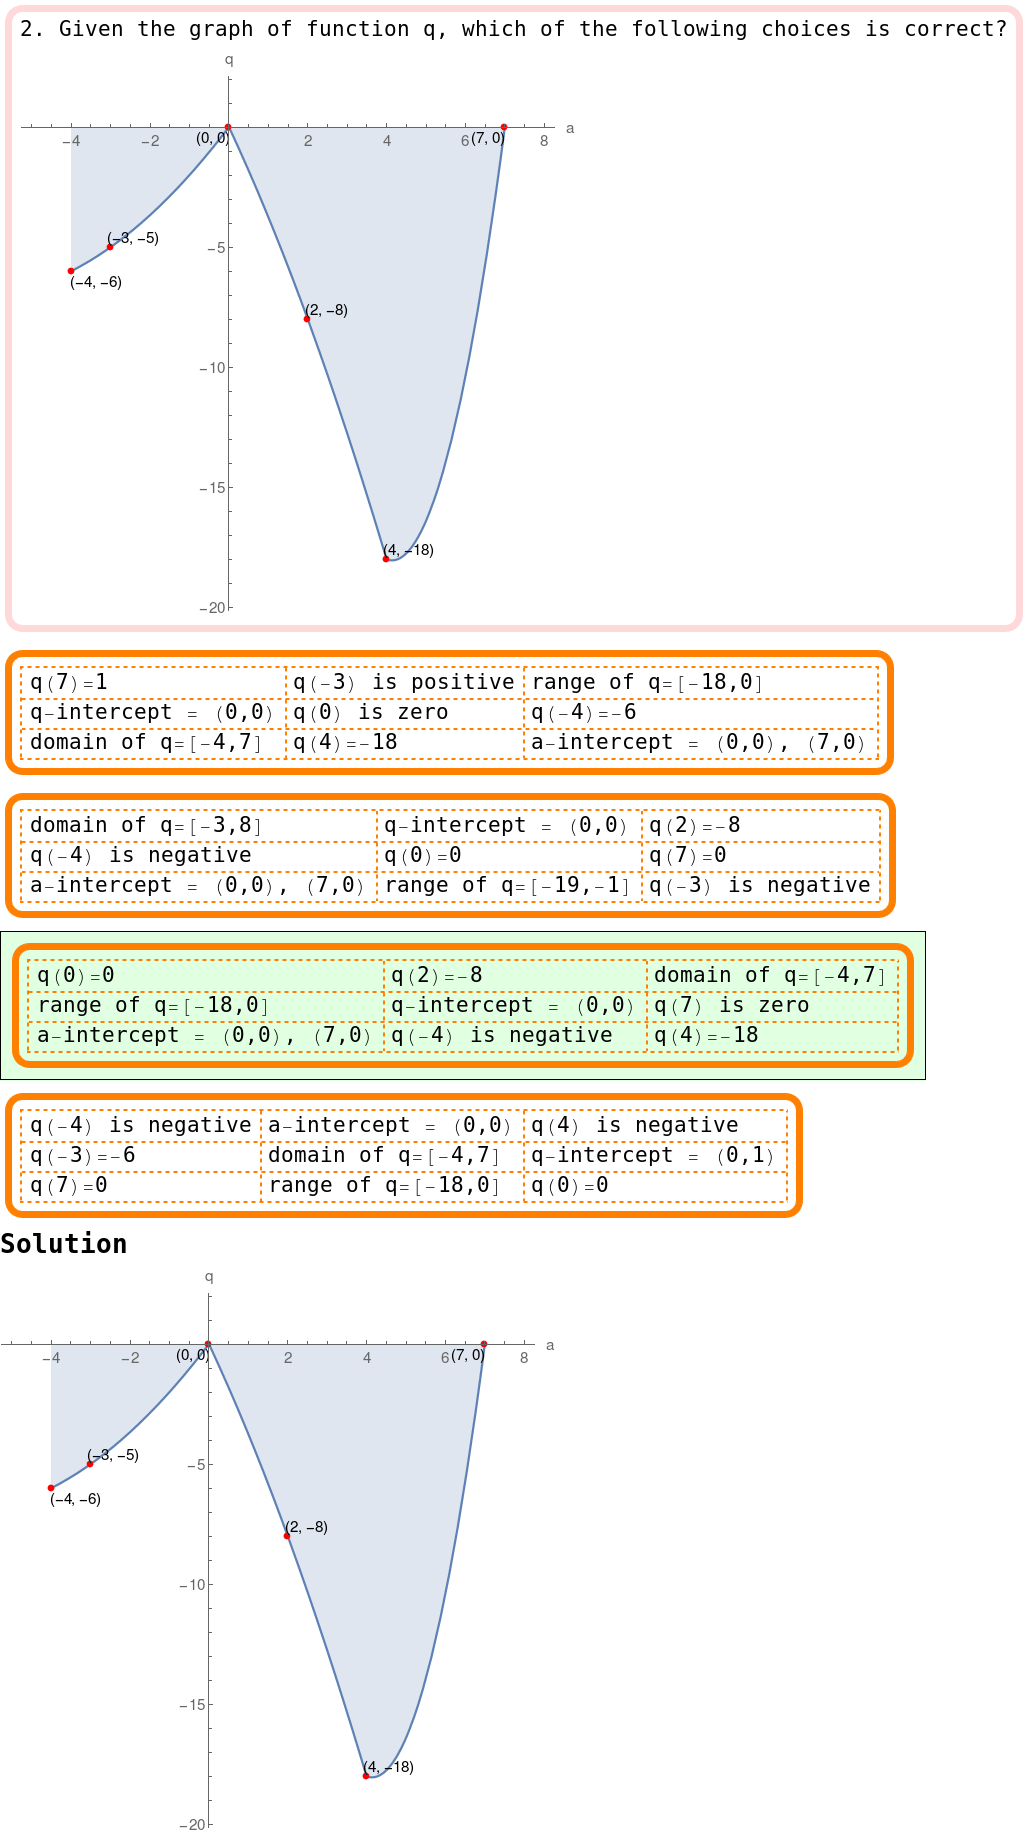 2. Given the graph of function q, which of the following choices is correct?
q
a
−4 −2 2 4 6 8
(0, 0) (7, 0)
(−3, −5)
−5
(−4, −6)
(2, −8)
−10
−15
(4, −18)
−20
q(7)=1 q(-3) is positive range of q=[-18,0]
q-intercept = (0,0) q(0) is zero q(-4)=-6
domain of q=[-4,7] q(4)=-18 a-intercept = (0,0), (7,0)
domain of q=[-3,8] q-intercept = (0,0) q(2)=-8
q(-4) is negative q(0)=0 q(7)=0
a-intercept = (0,0), (7,0) range of q=[-19,-1] q(-3) is negative
q(0)=0 q(2)=-8 domain of q=[-4,7]
range of q=[-18,0] q-intercept = (0,0) q(7) is zero
a-intercept = (0,0), (7,0) q(-4) is negative q(4)=-18
q(-4) is negative a-intercept = (0,0) q(4) is negative
q(-3)=-6 domain of q=[-4,7] q-intercept = (0,1)
q(7)=0 range of q=[-18,0] q(0)=0
Solution
q
a
−4 −2 2 4 6 8
(0, 0) (7, 0)
(−3, −5)
−5
(−4, −6)
(2, −8)
−10
−15
(4, −18)
−20